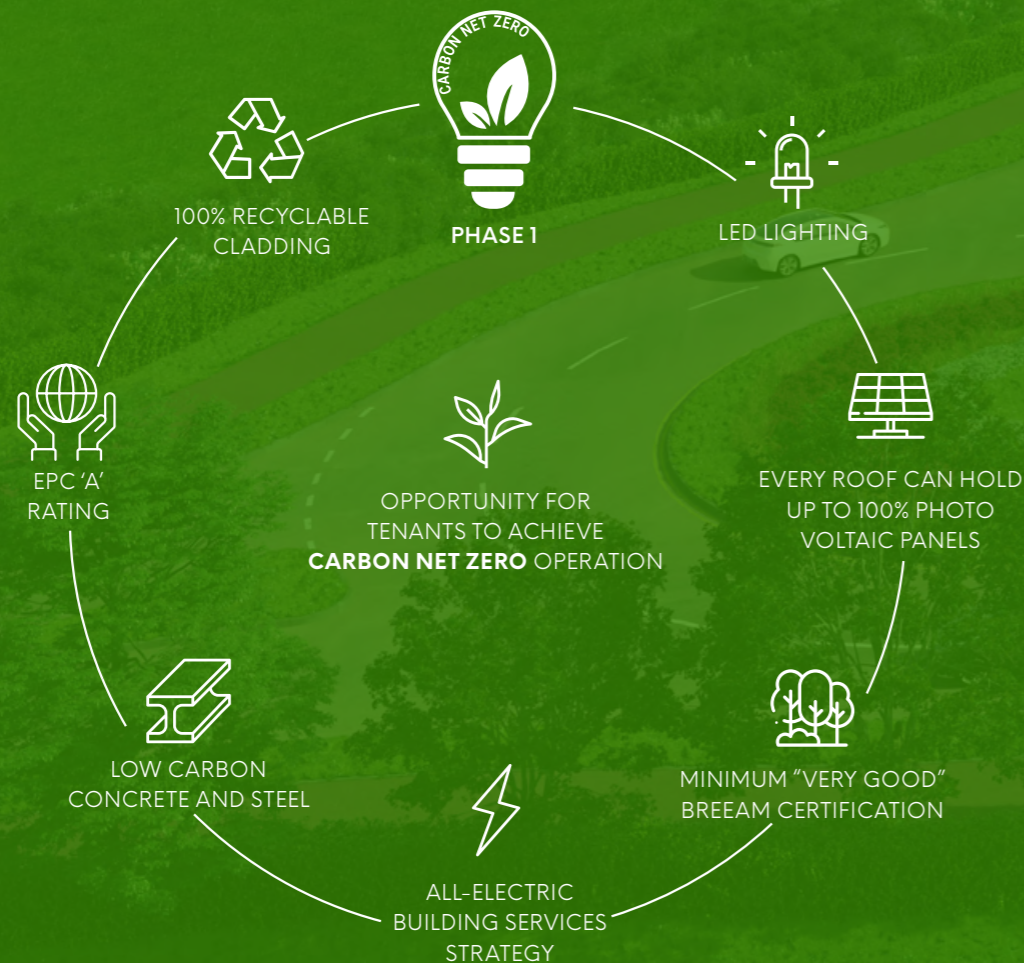 CARBON NET ZERO
PHASE 1
LED LIGHTING
EVERY ROOF CAN HOLD
UP TO 100% PHOTO
VOLTAIC PANELS
MINIMUM “VERY GOOD”
BREEAM CERTIFICATION
ALL-ELECTRIC
BUILDING SERVICES
STRATEGY
LOW CARBON
CONCRETE AND STEEL
EPC ‘A’
RATING
100% RECYCLABLE
CLADDING
OPPORTUNITY FOR
TENANTS TO ACHIEVE
CARBON NET ZERO OPERATION